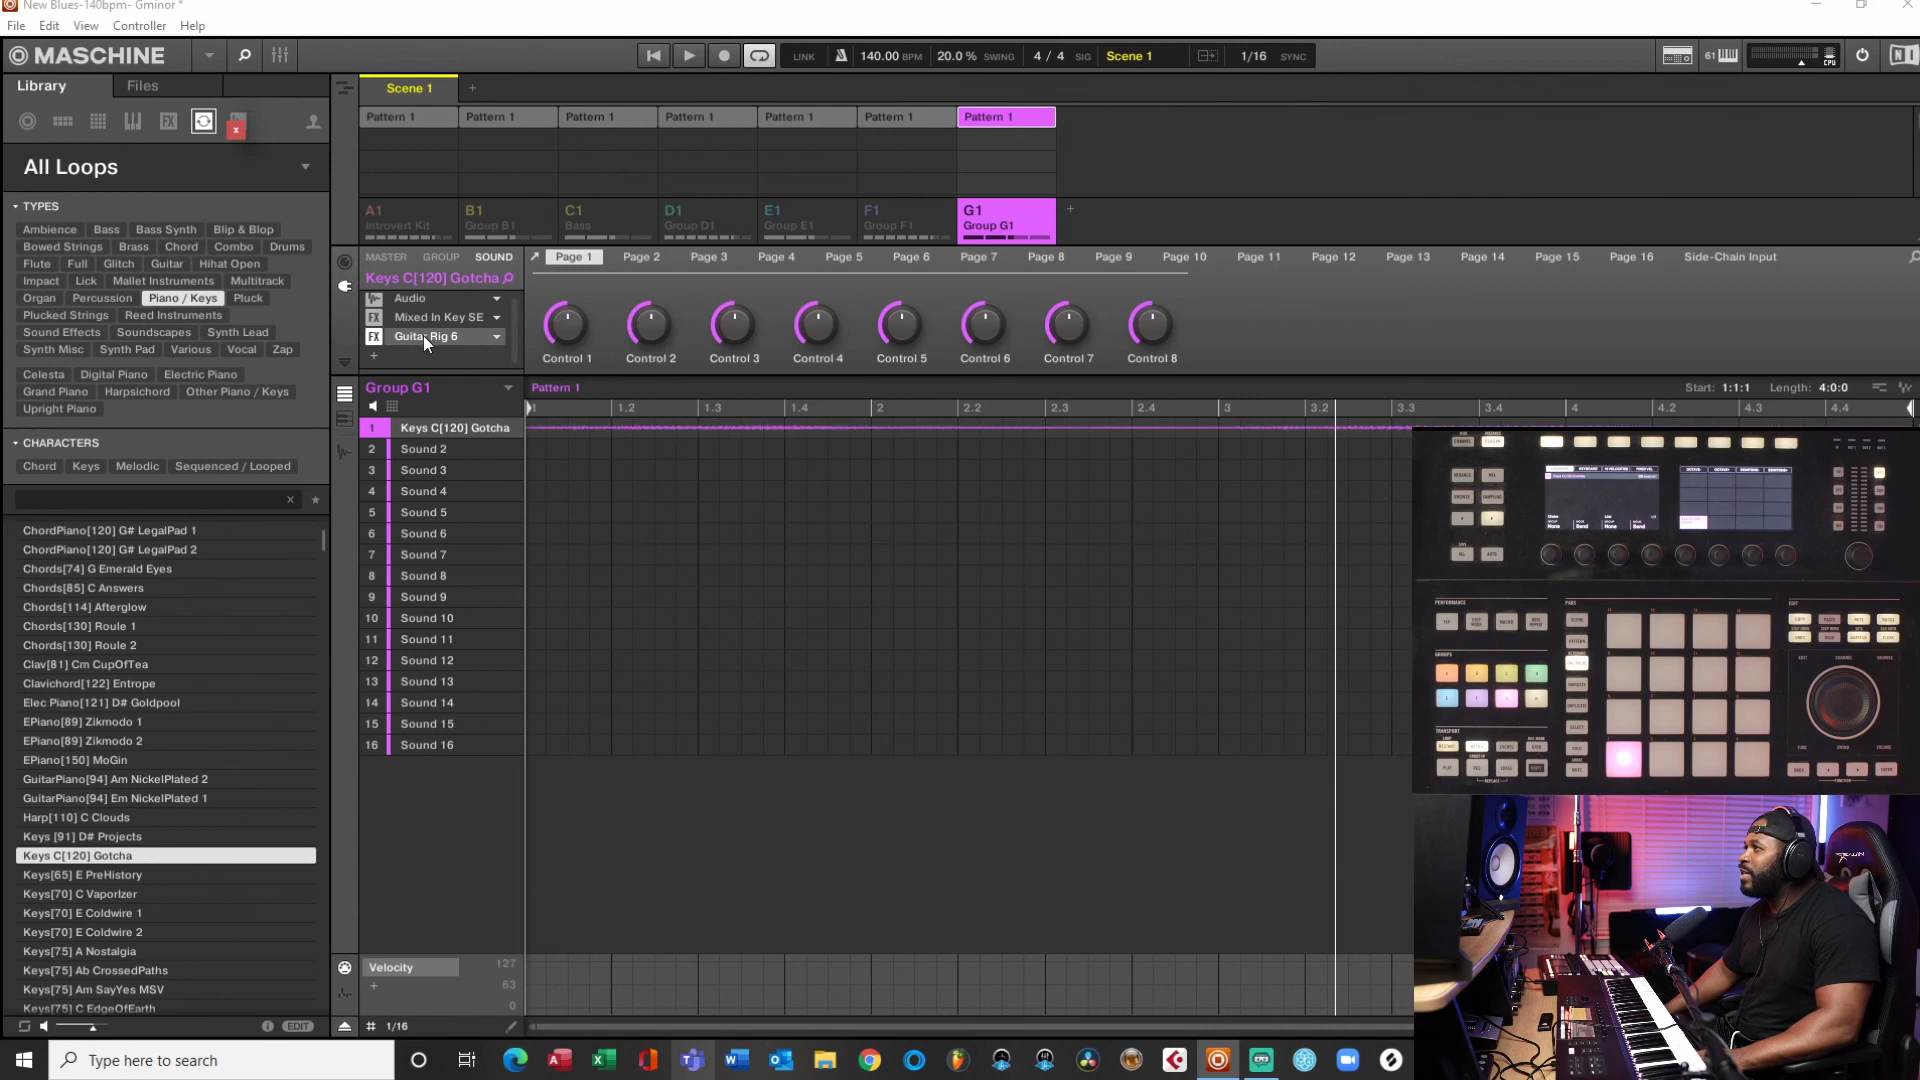 New Blues-140bpm- Gminor *
File Edit View Controller Help
MASCHINE LINK 140.00 BPM 20.0 % SWING 4 / 4 SIG Scene 1 1/16 SYNC 61 CPU NI
Library Files
Scene 1 +
Pattern 1 Pattern 1 Pattern 1 Pattern 1 Pattern 1 Pattern 1 Pattern 1
All Loops
TYPES
A1 B1 C1 D1 E1 F1 G1 +
Introvert Kit Group B1 Bass Group D1 Group E1 Group F1 Group G1
Ambience Bass Bass Synth Blip & Blop
Bowed Strings Brass Chord Combo Drums
Flute Full Glitch Guitar Hihat Open
Impact Lick Mallet Instruments Multitrack
Organ Percussion Piano / Keys Pluck
Plucked Strings Reed Instruments
Sound Effects Soundscapes Synth Lead
Synth Misc Synth Pad Various Vocal Zap
Celesta Digital Piano Electric Piano
Grand Piano Harpsichord Other Piano / Keys
Upright Piano
CHARACTERS
Chord Keys Melodic Sequenced / Looped
ChordPiano[120] G# LegalPad 1
ChordPiano[120] G# LegalPad 2
Chords[74] G Emerald Eyes
Chords[85] C Answers
Chords[114] Afterglow
Chords[130] Roule 1
Chords[130] Roule 2
Clav[81] Cm CupOfTea
Clavichord[122] Entrope
Elec Piano[121] D# Goldpool
EPiano[89] Zikmodo 1
EPiano[89] Zikmodo 2
EPiano[150] MoGin
GuitarPiano[94] Am NickelPlated 2
GuitarPiano[94] Em NickelPlated 1
Harp[110] C Clouds
Keys [91] D# Projects
Keys C[120] Gotcha
Keys[65] E PreHistory
Keys[70] C VaporIzer
Keys[70] E Coldwire 1
Keys[70] E Coldwire 2
Keys[75] A Nostalgia
Keys[75] Ab CrossedPaths
Keys[75] Am SayYes MSV
Keys[75] C EdgeOfEarth
EDIT
MASTER GROUP SOUND
Keys C[120] Gotcha
Audio
FX Mixed In Key SE
FX Guitar Rig 6
+
Page 1 Page 2 Page 3 Page 4 Page 5 Page 6 Page 7 Page 8 Page 9 Page 10 Page 11 Page 12 Page 13 Page 14 Page 15 Page 16 Side-Chain Input
Control 1 Control 2 Control 3 Control 4 Control 5 Control 6 Control 7 Control 8
Group G1 Pattern 1 Start: 1:1:1 Length: 4:0:0
1 1.2 1.3 1.4 2 2.2 2.3 2.4 3 3.2 3.3 3.4 4 4.2 4.3 4.4
1 Keys C[120] Gotcha
2 Sound 2
3 Sound 3
4 Sound 4
5 Sound 5
6 Sound 6
7 Sound 7
8 Sound 8
9 Sound 9
10 Sound 10
11 Sound 11
12 Sound 12
13 Sound 13
14 Sound 14
15 Sound 15
16 Sound 16
Velocity 127
+ 63
0
# 1/16
PERFORMANCE PADS EDIT
GROUPS
TRANSPORT
Type here to search